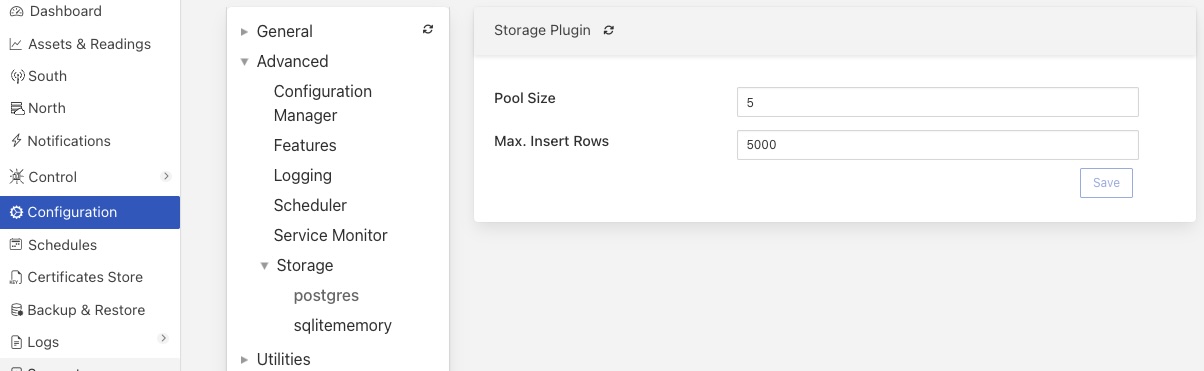 Dashboard
Assets & Readings
South
North
Notifications
Control
Configuration
Schedules
Certificates Store
Backup & Restore
Logs
General
Advanced
Configuration
Manager
Features
Logging
Scheduler
Service Monitor
Storage
postgres
sqlitememory
Utilities
Storage Plugin
Pool Size
5
Max. Insert Rows
5000
Save